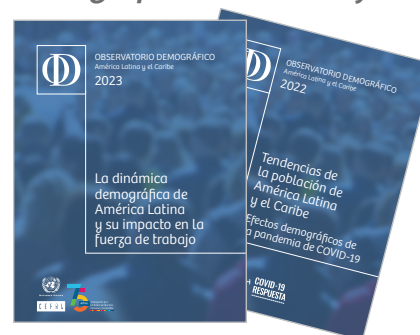 OBSERVATORIO DEMOGRÁFICO
América Latina y el Caribe
2023
La dinámica
demográfica de
América Latina
y su impacto en la
fuerza de trabajo
CEPAL
75
OBSERVATORIO DEMOGRÁFICO
América Latina y el Caribe
2022
Tendencias de
la población de
América Latina
y el Caribe
Efectos demográficos de
a pandemia de COVID-19
COVID-19
RESPUESTA